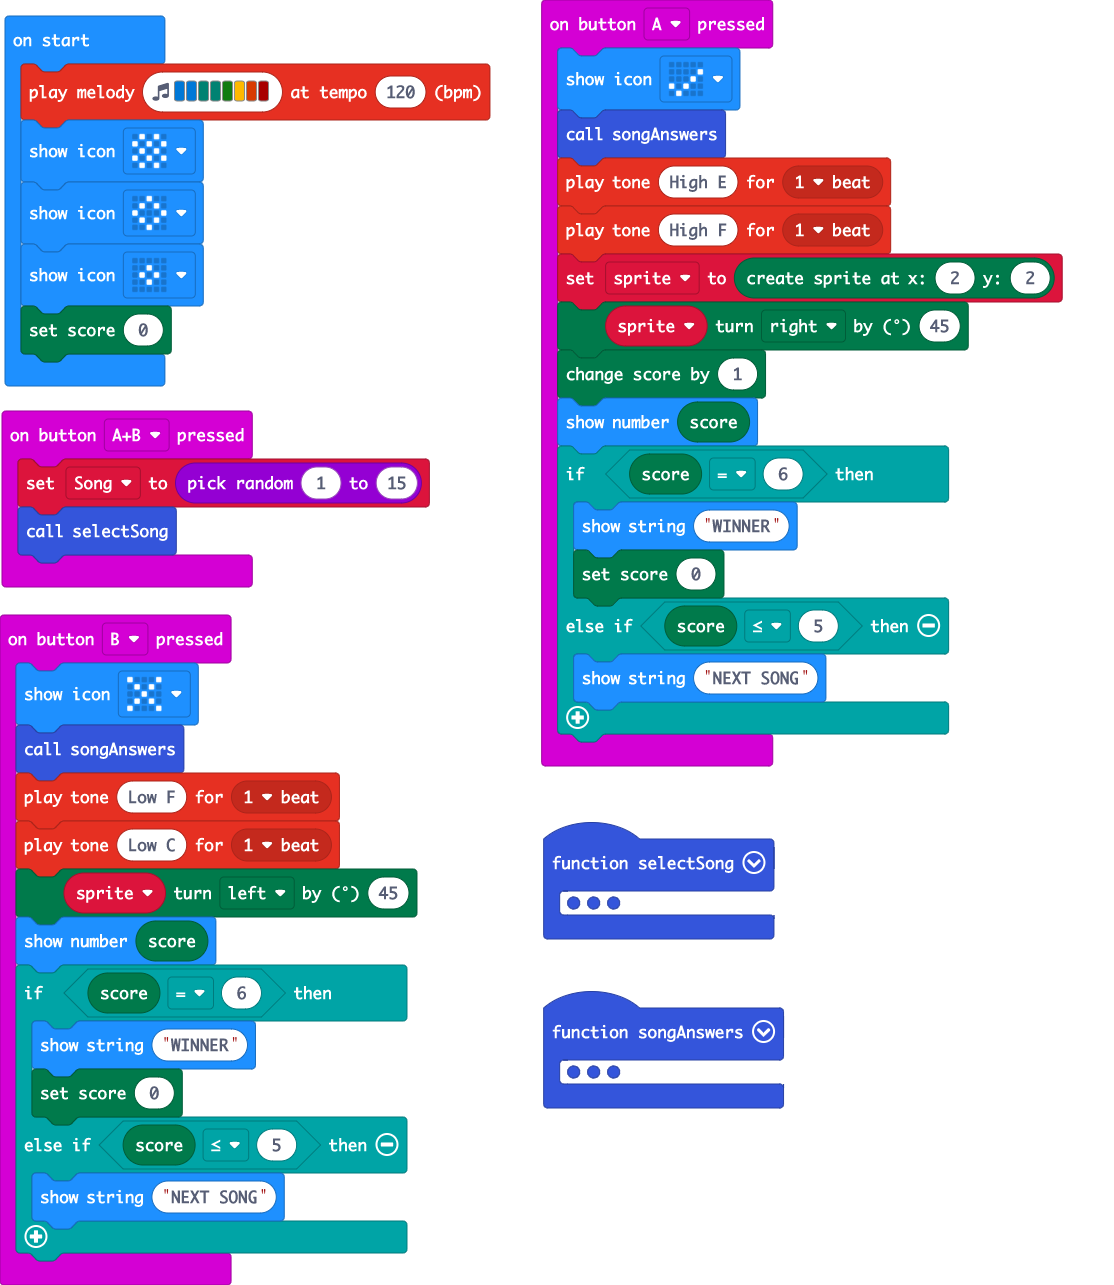 on start
play melody at tempo 120 (bpm)
show icon
show icon
show icon
set score 0
on button A+B pressed
set Song to pick random 1 to 15
call selectSong
on button B pressed
show icon
call songAnswers
play tone Low F for 1 beat
play tone Low C for 1 beat
sprite turn left by (°) 45
show number score
if score = 6 then
show string "WINNER"
set score 0
else if score ≤ 5 then
show string "NEXT SONG"
on button A pressed
show icon
call songAnswers
play tone High E for 1 beat
play tone High F for 1 beat
set sprite to create sprite at x: 2 y: 2
sprite turn right by (°) 45
change score by 1
show number score
if score = 6 then
show string "WINNER"
set score 0
else if score ≤ 5 then
show string "NEXT SONG"
function selectSong
function songAnswers